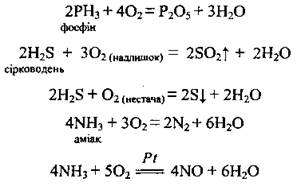 2PH₃ + 4O₂ = P₂O₅ + 3H₂O
фосфін
2H₂S + 3O₂ (надлишок) = 2SO₂↑ + 2H₂O
сірководень
2H₂S + O₂ (нестача) = 2S↓ + 2H₂O
4NH₃ + 3O₂ = 2N₂ + 6H₂O
аміак
Pt
4NH₃ + 5O₂ ══ 4NO + 6H₂O